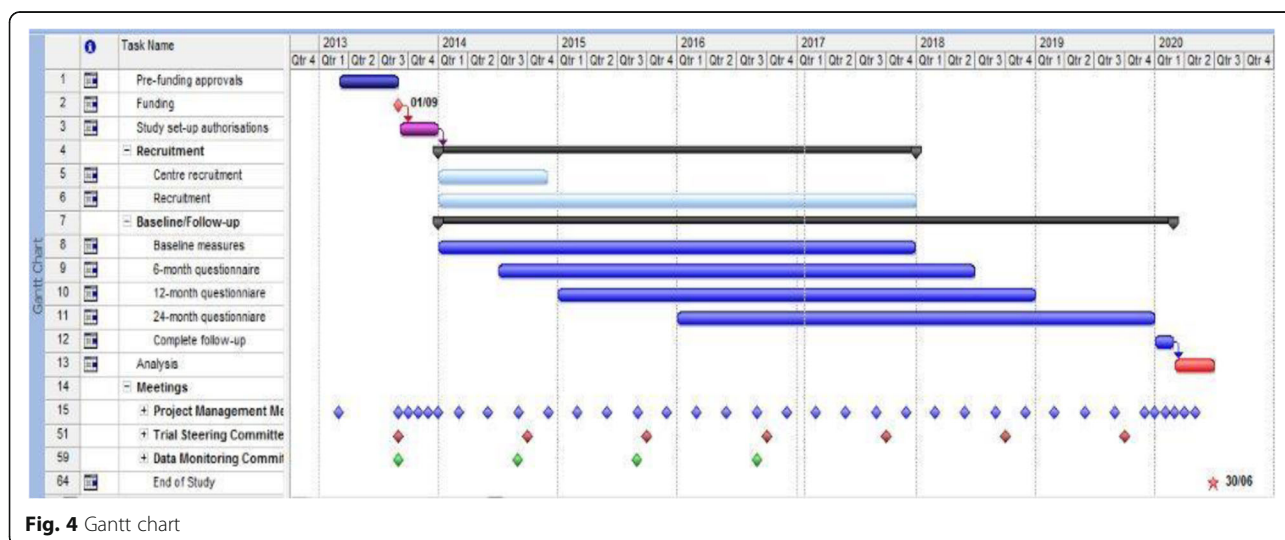 Task Name
2013 2014 2015 2016 2017 2018 2019 2020
Qtr 4 Qtr 1 Qtr 2 Qtr 3 Qtr 4 Qtr 1 Qtr 2 Qtr 3 Qtr 4 Qtr 1 Qtr 2 Qtr 3 Qtr 4 Qtr 1 Qtr 2 Qtr 3 Qtr 4 Qtr 1 Qtr 2 Qtr 3 Qtr 4 Qtr 1 Qtr 2 Qtr 3 Qtr 4 Qtr 1 Qtr 2 Qtr 3 Qtr 4 Qtr 1 Qtr 2 Qtr 3 Qtr 4
1 Pre-funding approvals
2 Funding 01/09
3 Study set-up authorisations
4 Recruitment
5 Centre recruitment
6 Recruitment
7 Baseline/Follow-up
8 Baseline measures
9 6-month questionnaire
10 12-month questionniare
11 24-month questionniare
12 Complete follow-up
13 Analysis
14 Meetings
15 Project Management Me
51 Trial Steering Committe
59 Data Monitoring Commit
64 End of Study 30/06
Gantt Chart
Fig. 4 Gantt chart